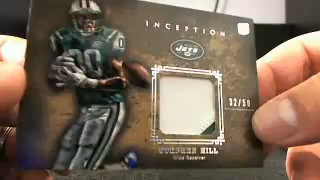 INCEPTION
JETS
32/50
STEPHEN HILL
Wide Receiver